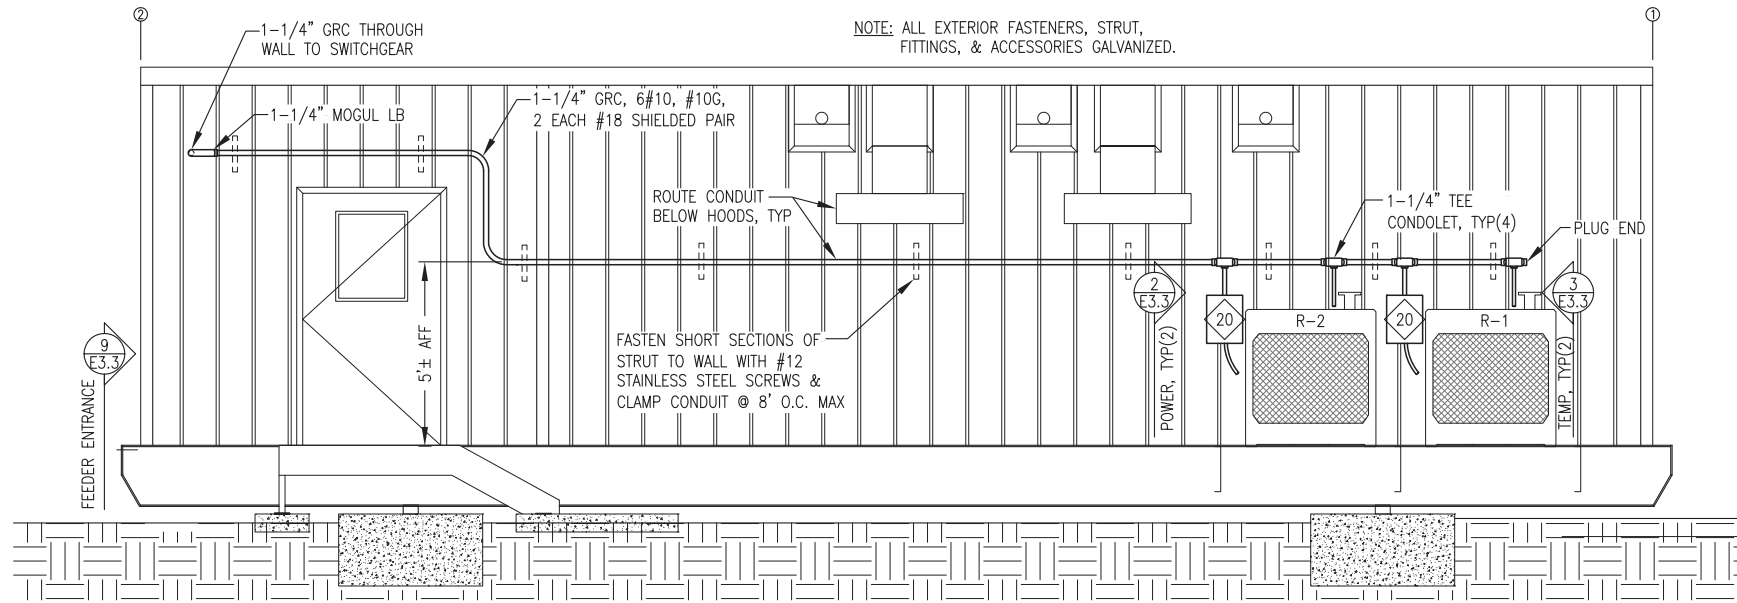 2
1
1-1/4" GRC THROUGH
WALL TO SWITCHGEAR
NOTE: ALL EXTERIOR FASTENERS, STRUT,
FITTINGS, & ACCESSORIES GALVANIZED.
1-1/4" MOGUL LB
1-1/4" GRC, 6#10, #10G,
2 EACH #18 SHIELDED PAIR
ROUTE CONDUIT
BELOW HOODS, TYP
1-1/4" TEE
CONDOLET, TYP(4)
PLUG END
2
E3.3
POWER, TYP(2)
3
E3.3
TEMP, TYP(2)
20
R-2
20
R-1
9
E3.3
FEEDER ENTRANCE
5'± AFF
FASTEN SHORT SECTIONS OF
STRUT TO WALL WITH #12
STAINLESS STEEL SCREWS &
CLAMP CONDUIT @ 8' O.C. MAX